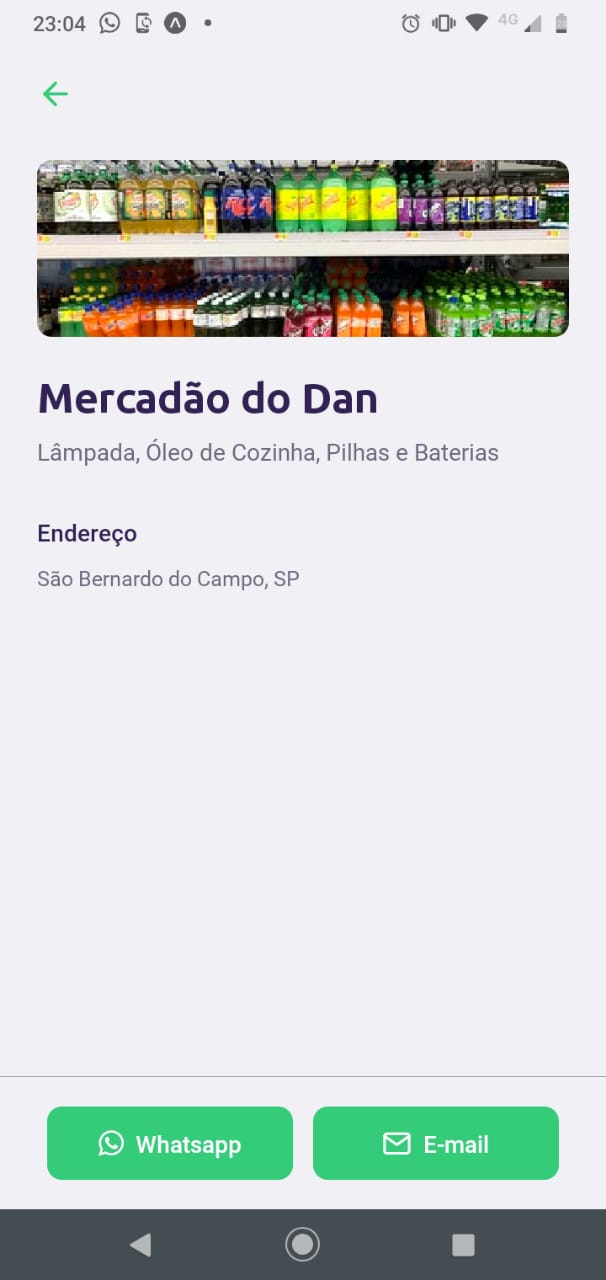 23:04 4G
Mercadão do Dan
Lâmpada, Óleo de Cozinha, Pilhas e Baterias
Endereço
São Bernardo do Campo, SP
Whatsapp E-mail